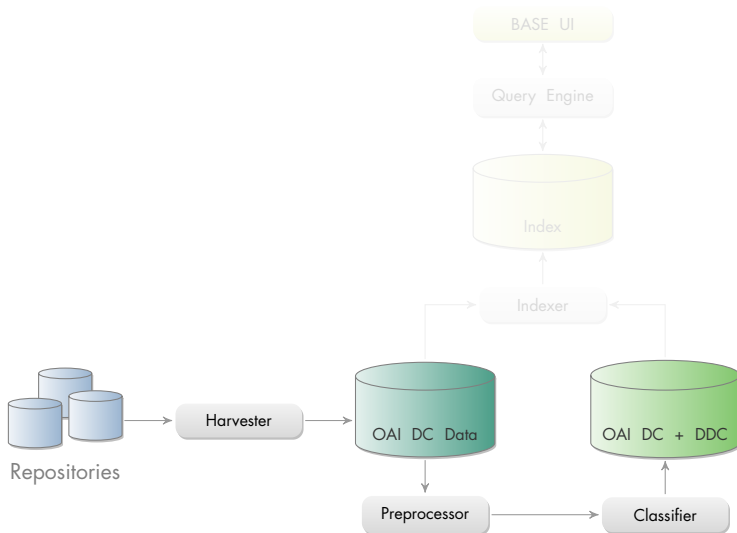 BASE UI
Query Engine
Index
Indexer
Repositories
Harvester
OAI DC Data
OAI DC + DDC
Preprocessor
Classifier